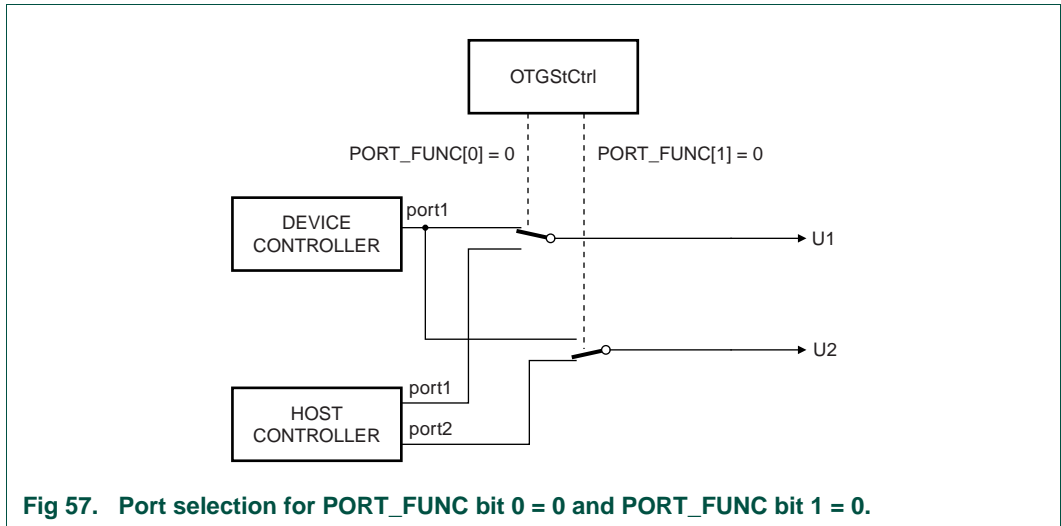 OTGStCtrl
PORT_FUNC[0] = 0
PORT_FUNC[1] = 0
DEVICE
CONTROLLER
port1
U1
U2
HOST
CONTROLLER
port1
port2
Fig 57. Port selection for PORT_FUNC bit 0 = 0 and PORT_FUNC bit 1 = 0.